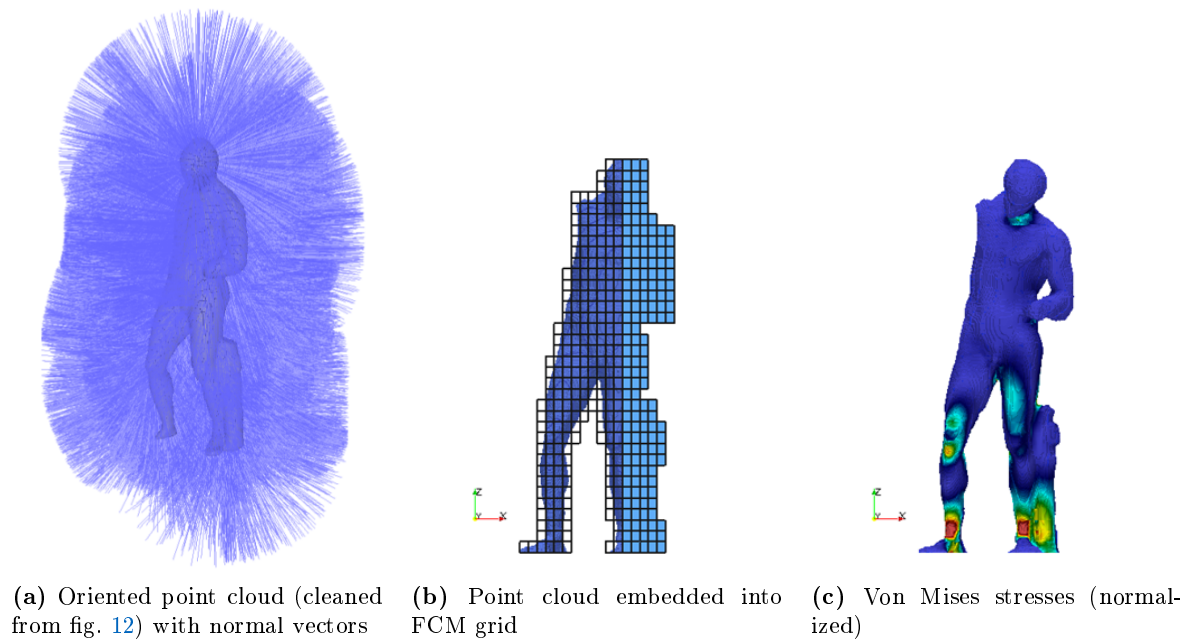 Z
Y
X
Z
Y
X
(a) Oriented point cloud (cleaned
from fig. 12) with normal vectors
(b) Point cloud embedded into
FCM grid
(c) Von Mises stresses (normal-
ized)